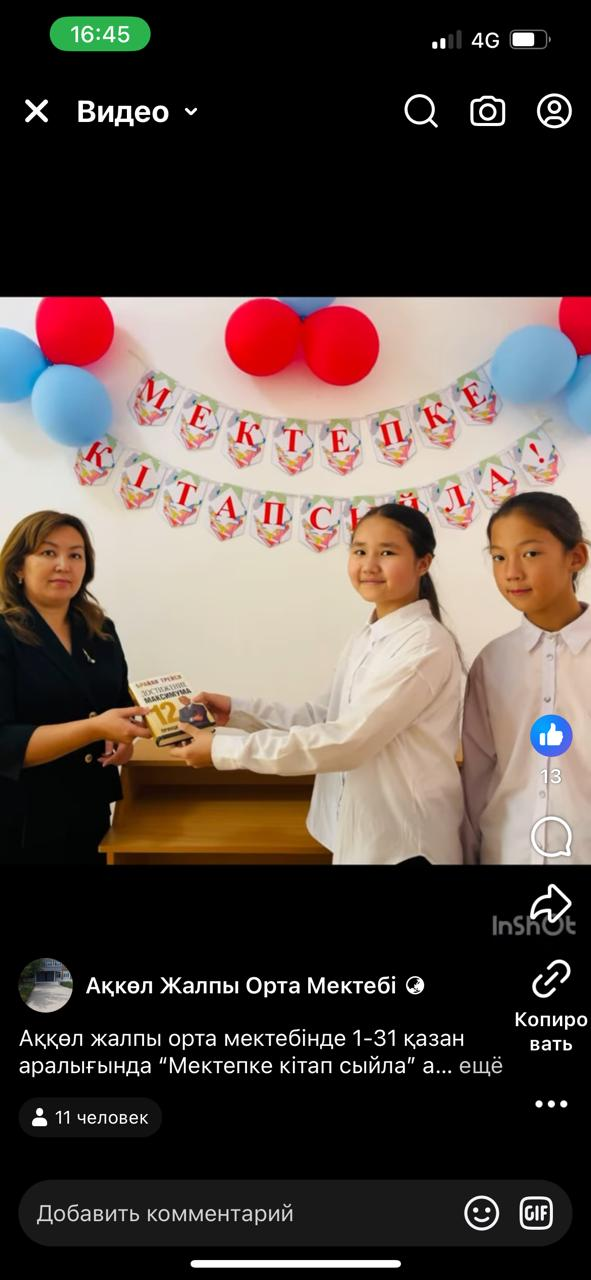 16:45
4G
Видео
МЕКТЕПКЕ
КІТАП СЫЙЛА!
БРАЙАН ТРЕЙСИ
ДОСТИЖЕНИЕ
МАКСИМУМА
12
13
InShOt
Ақкөл Жалпы Орта Мектебі
Аққөл жалпы орта мектебінде 1-31 қазан
аралығында “Мектепке кітап сыйла” а... ещё
Копиро
вать
11 человек
Добавить комментарий
GIF